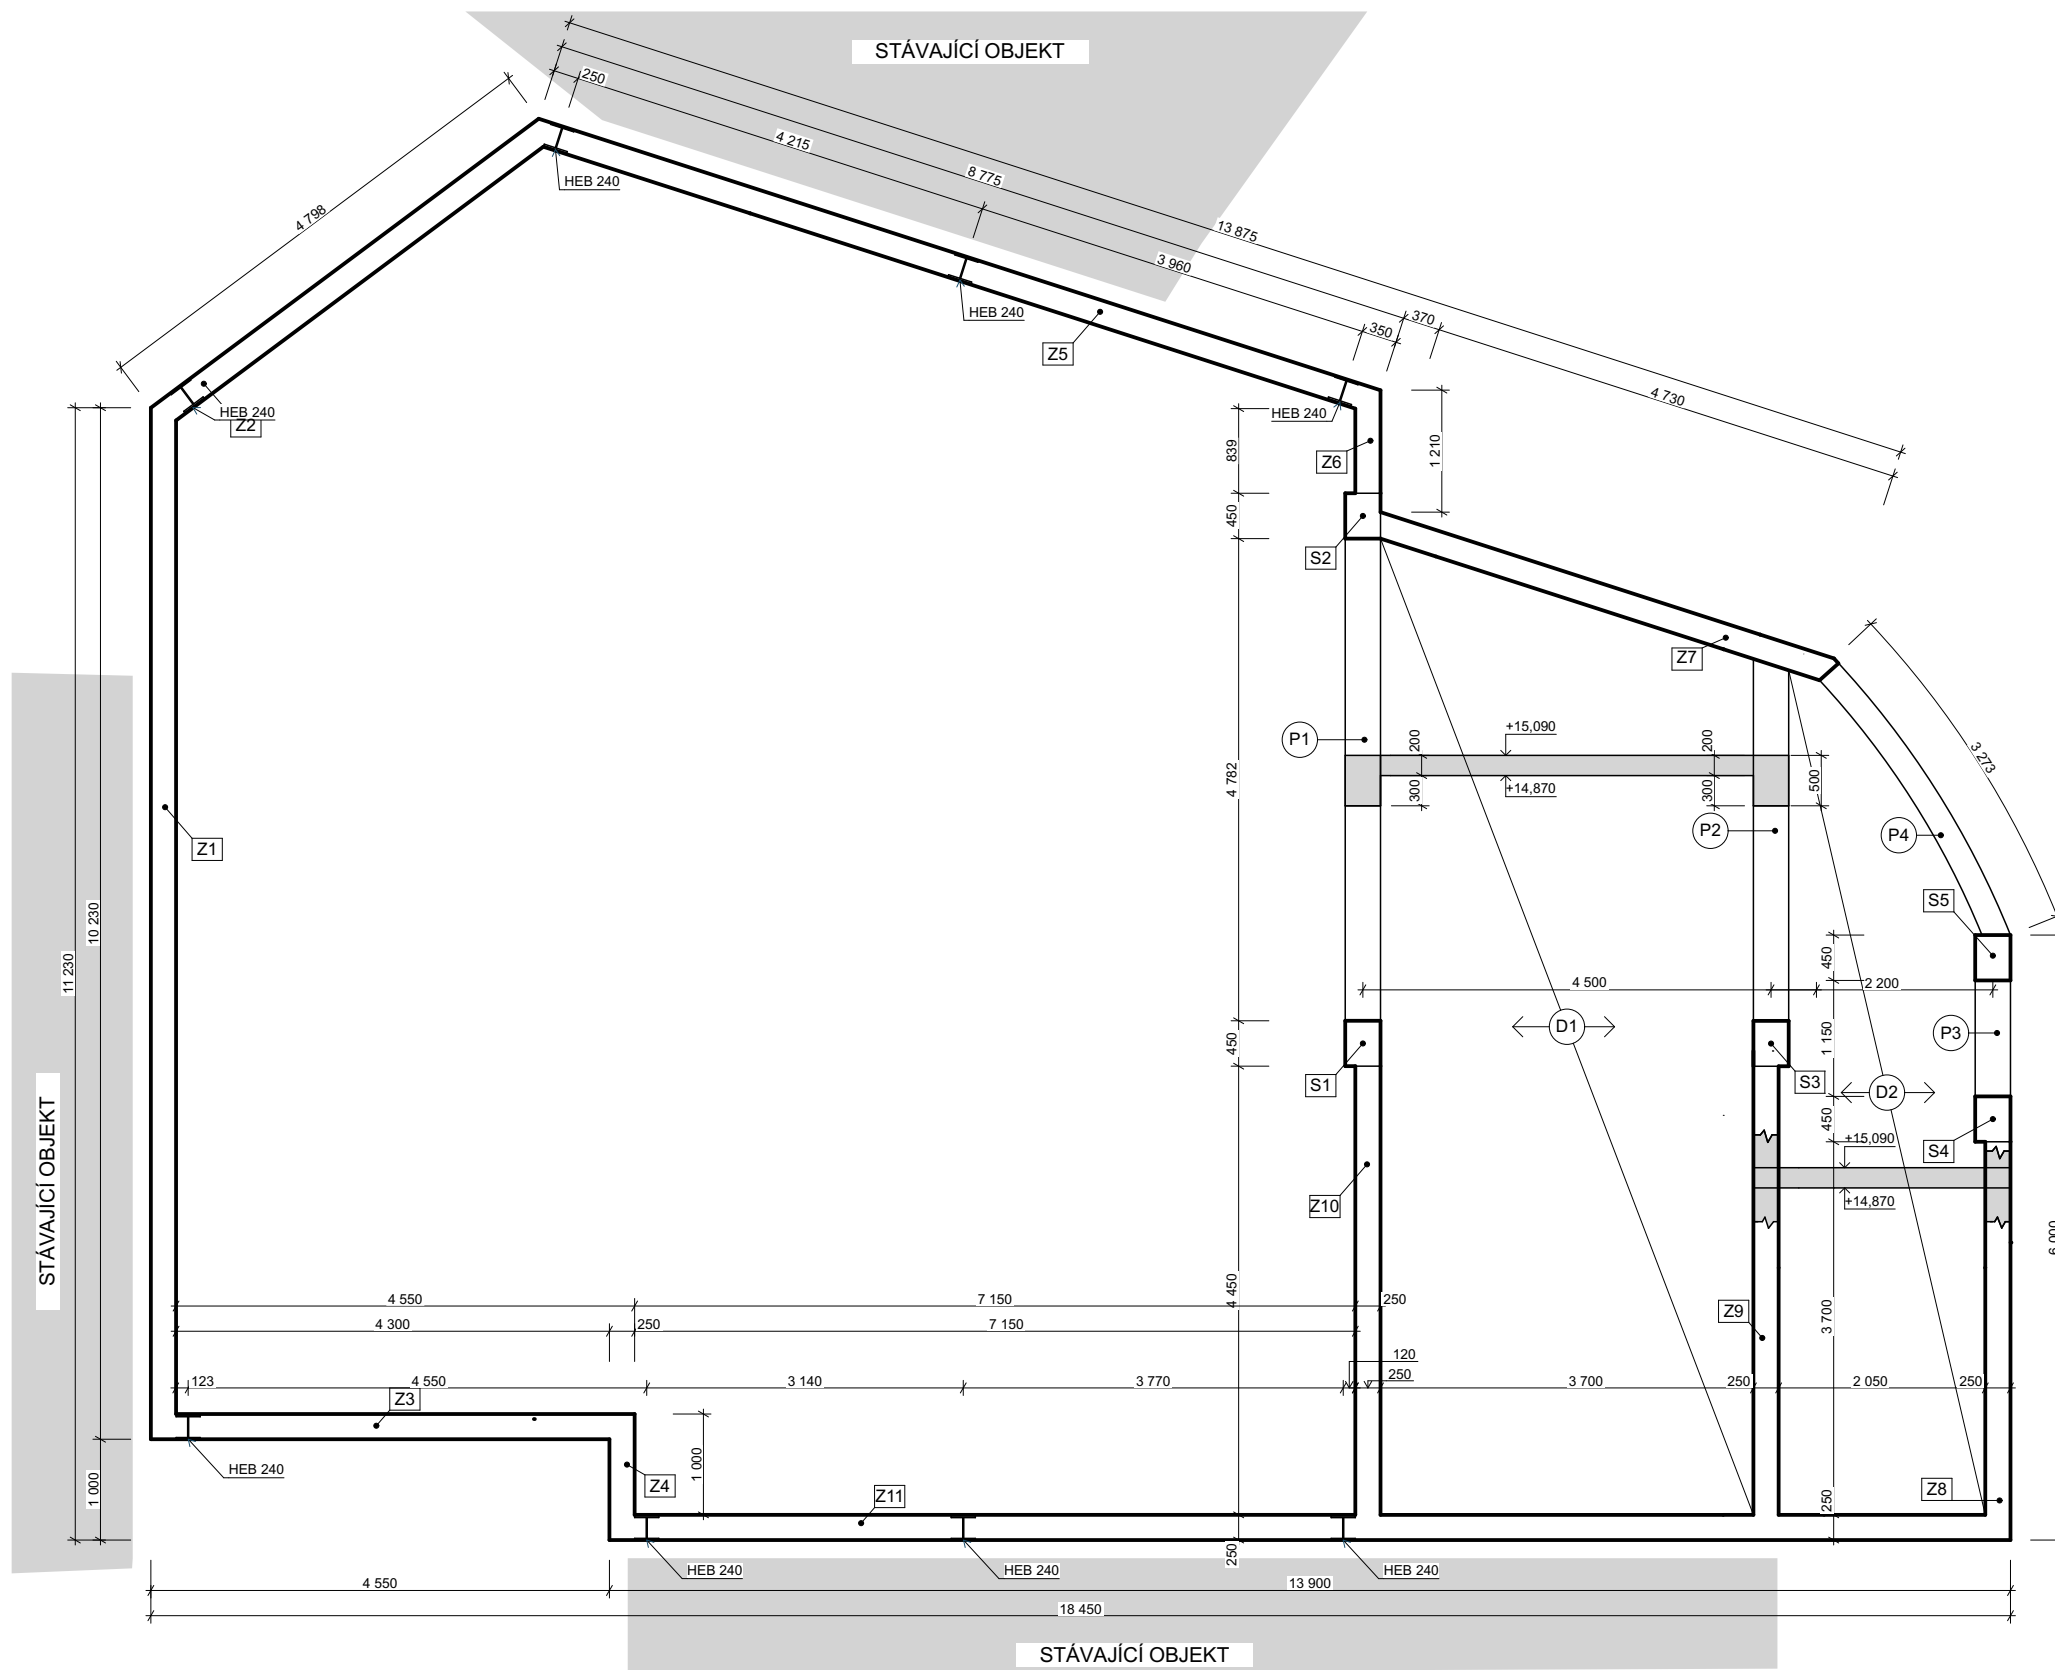 STÁVAJÍCÍ OBJEKT
250
4 215
8 775
13 875
4 798
HEB 240
3 960
HEB 240
Z5
350
370
4 730
HEB 240
Z2
HEB 240
839
Z6
1 210
450
S2
Z7
3 273
P1
+15,090
200
200
4 782
+14,870
300
300
500
P2
P4
Z1
S5
10 230
11 230
450
4 500
2 200
D1
P3
1 150
450
S1
S3
D2
450
+15,090
S4
STÁVAJÍCÍ OBJEKT
Z10
+14,870
6 000
4 550
7 150
250
4 450
4 300
250
7 150
Z9
3 700
120
123
4 550
3 140
3 770
250
3 700
250
2 050
250
Z3
HEB 240
1 000
1 000
Z4
Z11
250
Z8
250
HEB 240
HEB 240
HEB 240
4 550
13 900
18 450
STÁVAJÍCÍ OBJEKT